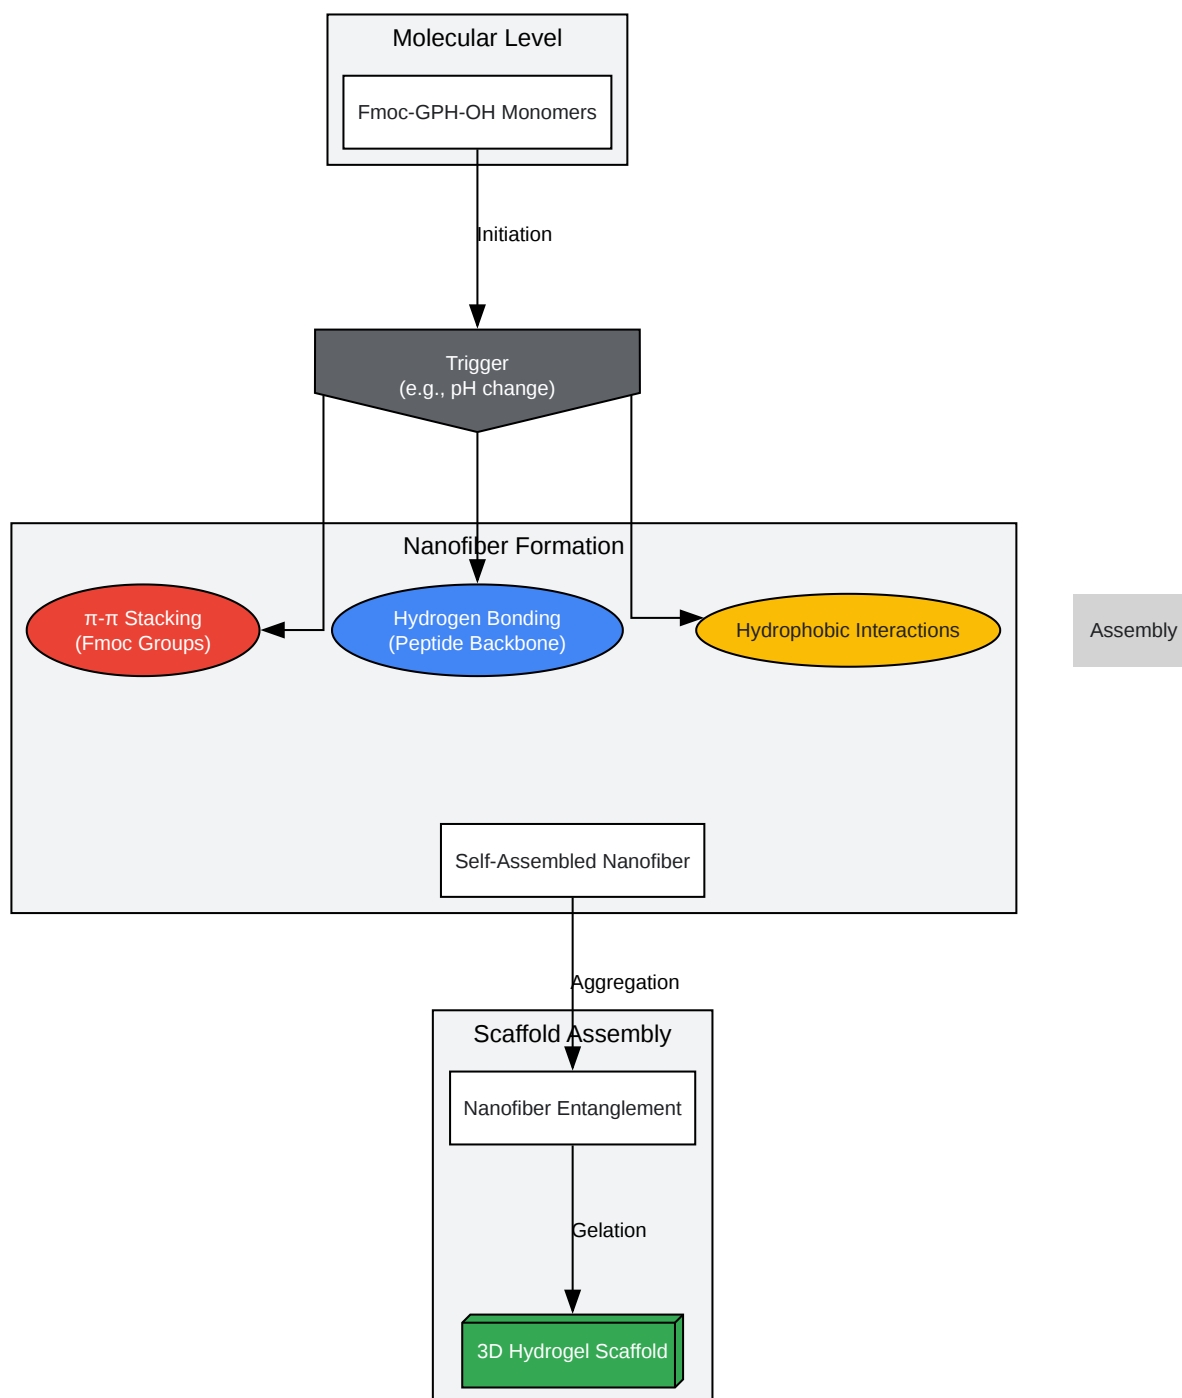 Molecular Level
Fmoc-GPH-OH Monomers
Initiation
Trigger
(e.g., pH change)
Nanofiber Formation
π-π Stacking
(Fmoc Groups)
Hydrogen Bonding
(Peptide Backbone)
Hydrophobic Interactions
Assembly
Self-Assembled Nanofiber
Aggregation
Scaffold Assembly
Nanofiber Entanglement
Gelation
3D Hydrogel Scaffold